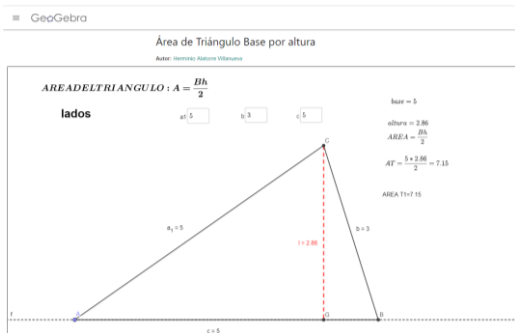 GeoGebra
Área de Triángulo Base por altura
Autor: Herminio Alatorre Villanueva
AREADELTRIANGULO : A = Bh/2
lados
a1 5
b 3
c 5
base = 5
altura = 2.86
AREA = Bh/2
AT = 5 * 2.86/2 = 7.15
AREA T1=7.15
C
a₁ = 5
b = 3
i = 2.86
f
A
G
B
c = 5